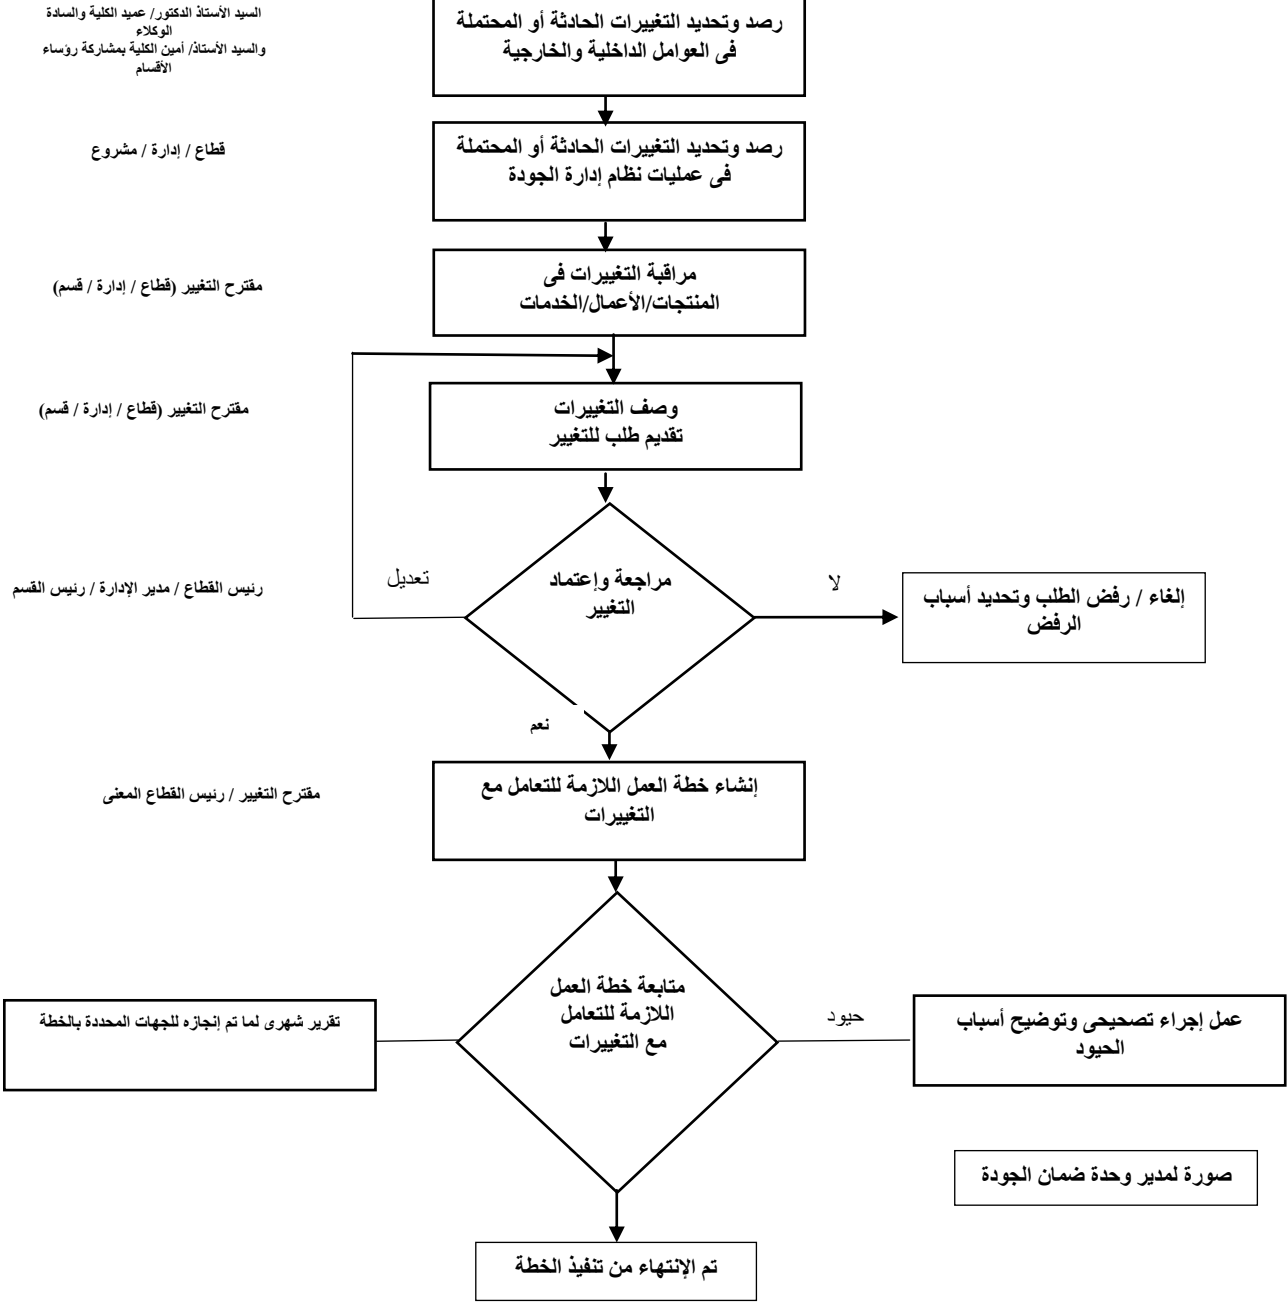 السيد الأستاذ الدكتور/ عميد الكلية والسادة
الوكلاء
والسيد الأستاذ/ أمين الكلية بمشاركة رؤساء
الأقسام
رصد وتحديد التغييرات الحادثة أو المحتملة
فى العوامل الداخلية والخارجية
قطاع / إدارة / مشروع
رصد وتحديد التغييرات الحادثة أو المحتملة
فى عمليات نظام إدارة الجودة
مقترح التغيير (قطاع / إدارة / قسم)
مراقبة التغييرات فى
المنتجات/الأعمال/الخدمات
مقترح التغيير (قطاع / إدارة / قسم)
وصف التغييرات
تقديم طلب للتغيير
رئيس القطاع / مدير الإدارة / رئيس القسم
تعديل
مراجعة وإعتماد
التغيير
لا
إلغاء / رفض الطلب وتحديد أسباب
الرفض
نعم
مقترح التغيير / رئيس القطاع المعنى
إنشاء خطة العمل اللازمة للتعامل مع
التغييرات
متابعة خطة العمل
اللازمة للتعامل
مع التغييرات
حيود
عمل إجراء تصحيحى وتوضيح أسباب
الحيود
تقرير شهرى لما تم إنجازه للجهات المحددة بالخطة
صورة لمدير وحدة ضمان الجودة
تم الإنتهاء من تنفيذ الخطة